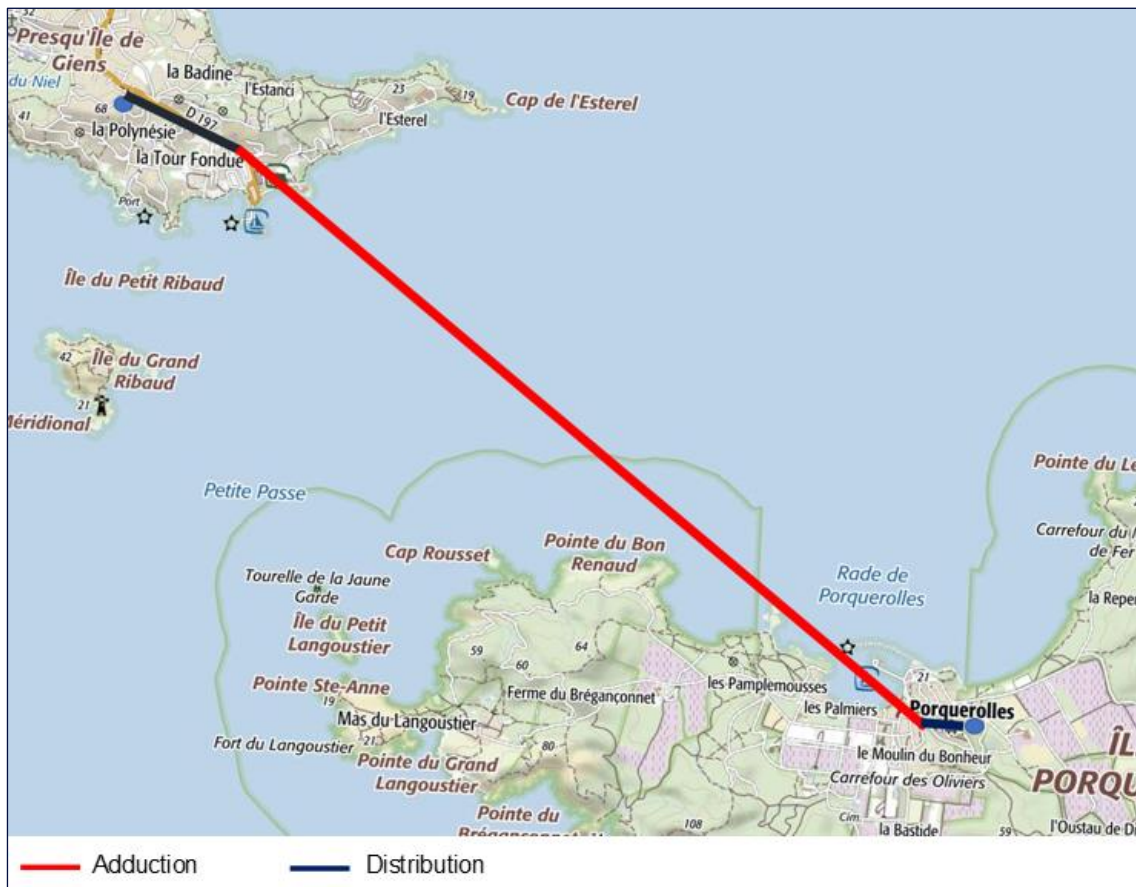 52
Presqu'Île de
Giens
du Niel
la Badine
l'Estanci
23
19
Cap de l'Esterel
l'Esterel
41
68
la Polynésie
D 197
la Tour Fondue
Port
Île du Petit Ribaud
42
Île du Grand
Ribaud
21
Méridional
Petite Passe
Cap Rousset
Pointe du Bon
Renaud
Pointe du Le
Carrefour du
de Fer
la Repen
Rade de
Porquerolles
Tourelle de la Jaune
Garde
Île du Petit
Langoustier
59
60
64
Pointe Ste-Anne
19
Mas du Langoustier
Fort du Langoustier
21
Pointe du Grand
Langoustier
Ferme du Brégançonnet
80
les Pamplemousses
les Palmiers
21
Porquerolles
le Moulin du Bonheur
Carrefour des Oliviers
ÎL
PORQU
Pointe du
Brégançonnet
108
Cim.
la Bastide
59
l'Oustau de Di
Adduction
Distribution